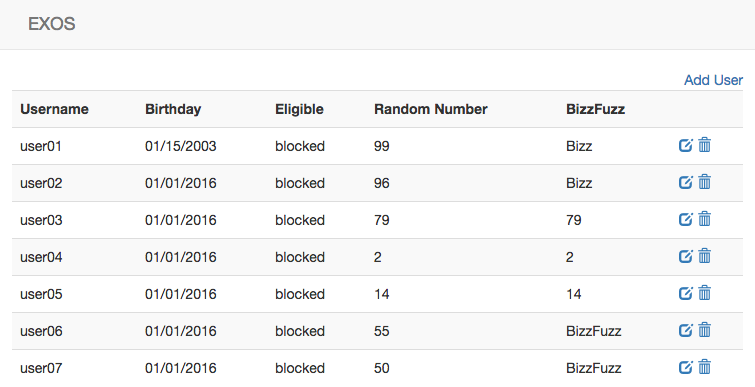 EXOS
Add User
Username Birthday Eligible Random Number BizzFuzz
user01 01/15/2003 blocked 99 Bizz
user02 01/01/2016 blocked 96 Bizz
user03 01/01/2016 blocked 79 79
user04 01/01/2016 blocked 2 2
user05 01/01/2016 blocked 14 14
user06 01/01/2016 blocked 55 BizzFuzz
user07 01/01/2016 blocked 50 BizzFuzz